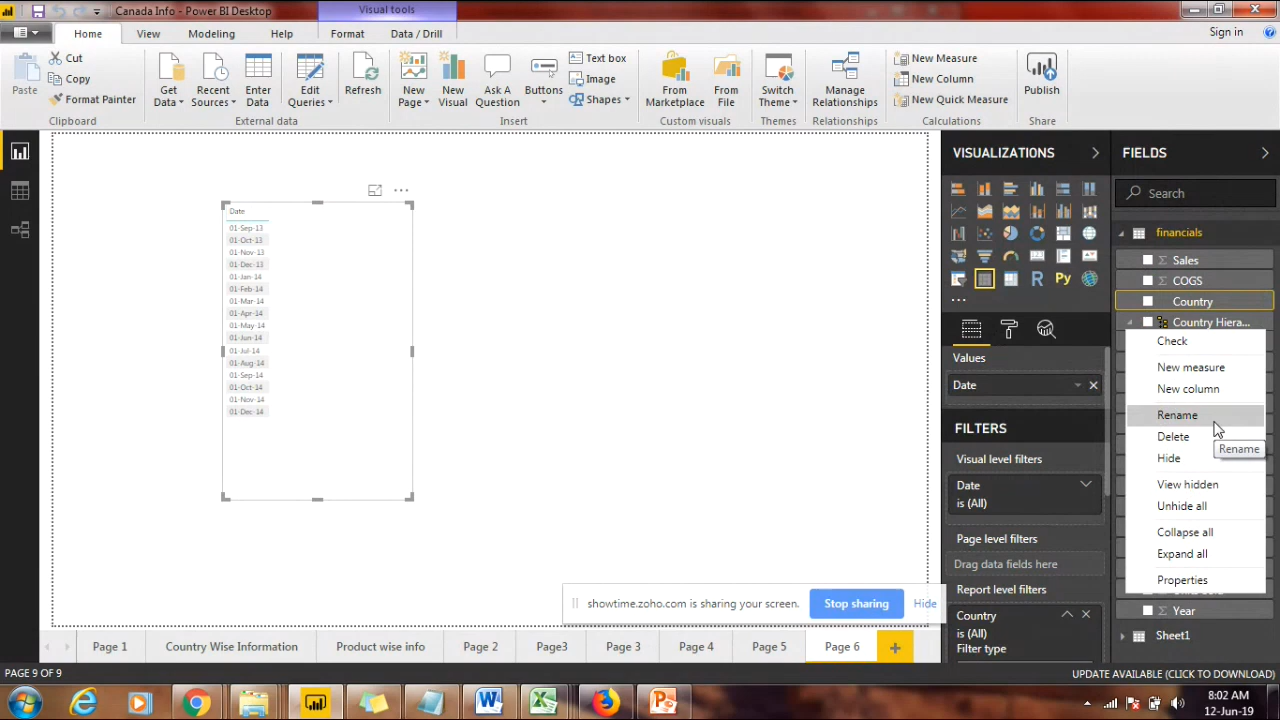 Canada Info - Power BI Desktop
Visual tools
Home
View
Modeling
Help
Format
Data / Drill
Sign in
Paste
Cut
Copy
Format Painter
Clipboard
Get Data
Recent Sources
Enter Data
Edit Queries
Refresh
External data
New Page
New Visual
Ask A Question
Buttons
Text box
Image
Shapes
Insert
From Marketplace
From File
Custom visuals
Switch Theme
Themes
Manage Relationships
Relationships
New Measure
New Column
New Quick Measure
Calculations
Publish
Share
Date
01-Sep-13
01-Oct-13
01-Nov-13
01-Dec-13
01-Jan-14
01-Feb-14
01-Mar-14
01-Apr-14
01-May-14
01-Jun-14
01-Jul-14
01-Aug-14
01-Sep-14
01-Oct-14
01-Nov-14
01-Dec-14
VISUALIZATIONS
R
Py
Values
Date
FILTERS
Visual level filters
Date
is (All)
Page level filters
Drag data fields here
Report level filters
Country
is (All)
Filter type
FIELDS
Search
financials
Sales
COGS
Country
Country Hiera...
Check
New measure
New column
Rename
Rename
Delete
Hide
View hidden
Unhide all
Collapse all
Expand all
Properties
Year
Sheet1
showtime.zoho.com is sharing your screen.
Stop sharing
Hide
Page 1
Country Wise Information
Product wise info
Page 2
Page3
Page 3
Page 4
Page 5
Page 6
PAGE 9 OF 9
UPDATE AVAILABLE (CLICK TO DOWNLOAD)
8:02 AM
12-Jun-19